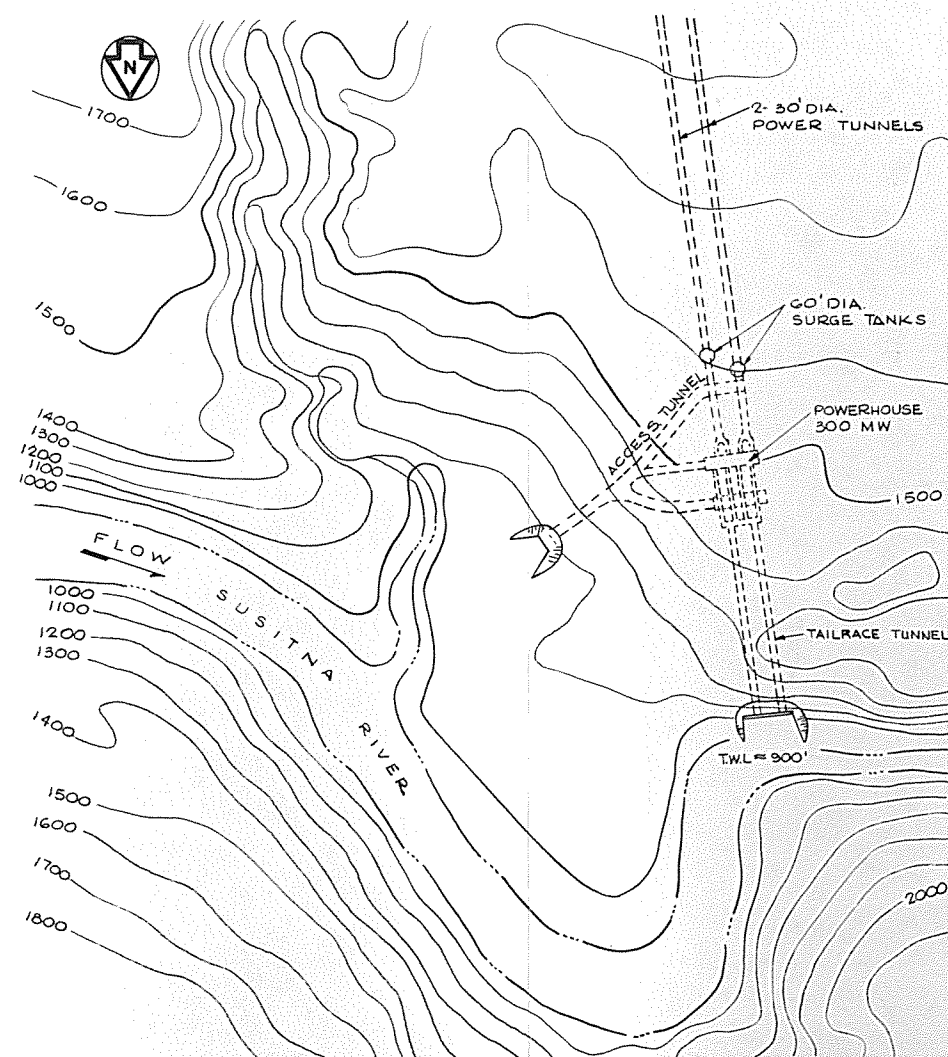 N
1700
1600
1500
1400
1300
1200
1100
1000
FLOW
SUSITNA
RIVER
1000
1100
1200
1300
1400
1500
1600
1700
1800
2-30' DIA.
POWER TUNNELS
60' DIA.
SURGE TANKS
ACCESS TUNNEL
POWERHOUSE
300 MW
1500
TAILRACE TUNNEL
T.W.L ≈ 900'
2000